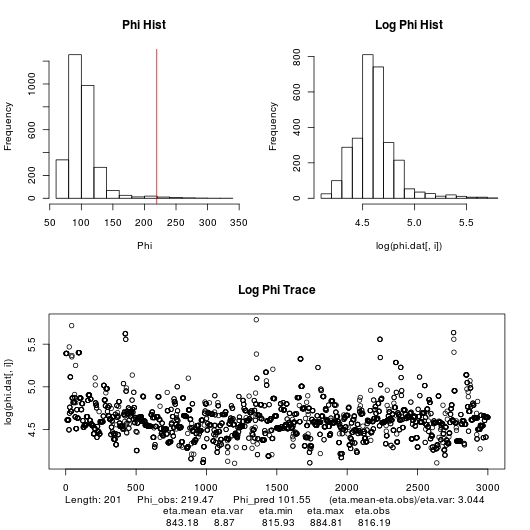 Phi Hist
Log Phi Hist
Frequency
0
200
600
1000
50
100
150
200
250
300
350
Phi
Frequency
0
200
400
600
800
4.5
5.0
5.5
log(phi.dat[, i])
Log Phi Trace
log(phi.dat[, i])
4.5
5.0
5.5
0
500
1000
1500
2000
2500
3000
Length: 201 Phi_obs: 219.47 Phi_pred 101.55 (eta.mean-eta.obs)/eta.var: 3.044
eta.mean eta.var eta.min eta.max eta.obs
843.18 8.87 815.93 884.81 816.19